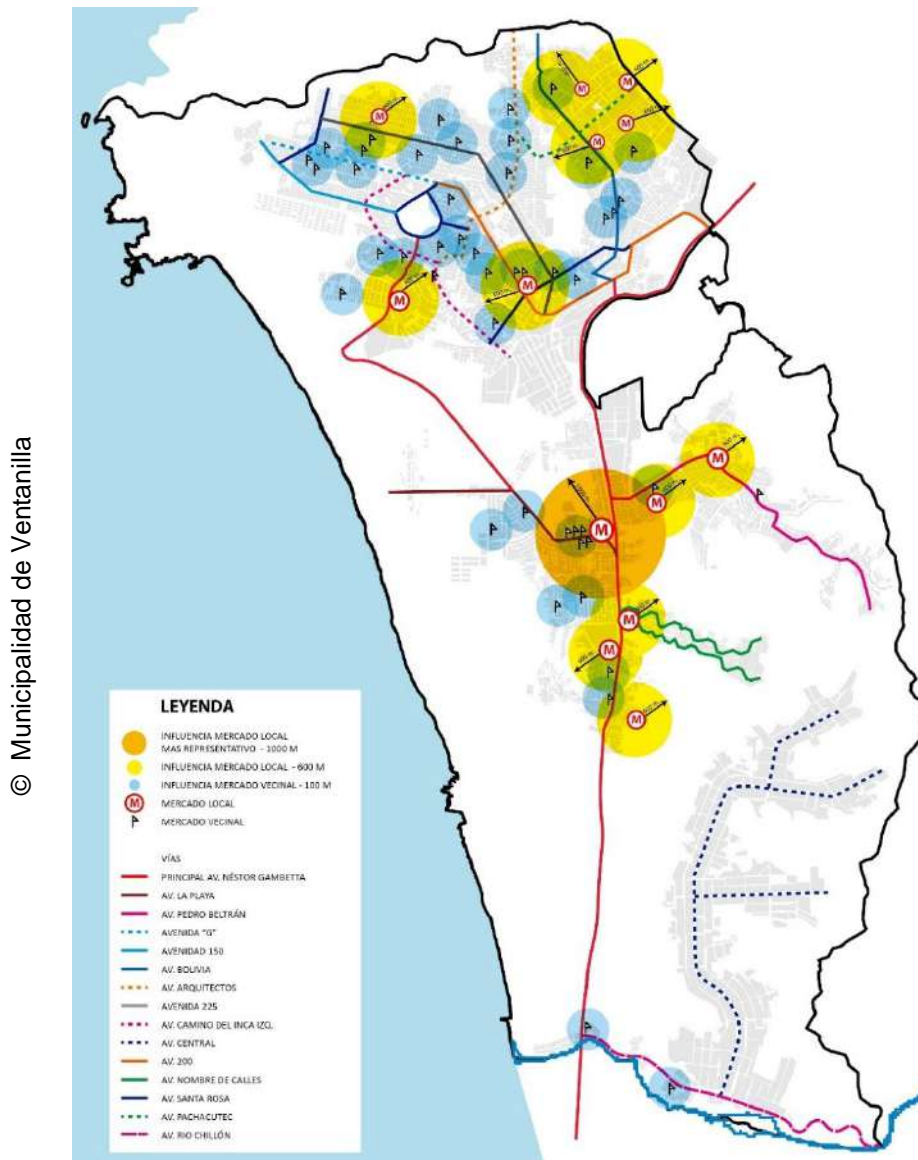 © Municipalidad de Ventanilla
LEYENDA
INFLUENCIA MERCADO LOCAL
MAS REPRESENTATIVO - 1000 M
INFLUENCIA MERCADO LOCAL - 600 M
INFLUENCIA MERCADO VECINAL - 100 M
M MERCADO LOCAL
MERCADO VECINAL
VÍAS
PRINCIPAL AV. NÉSTOR GAMBETTA
AV. LA PLAYA
AV. PEDRO BELTRÁN
AVENIDA "G"
AVENIDAD 150
AV. BOLIVIA
AV. ARQUITECTOS
AVENIDA 225
AV. CAMINO DEL INCA IZQ.
AV. CENTRAL
AV. 200
AV. NOMBRE DE CALLES
AV. SANTA ROSA
AV. PACHACUTEC
AV. RIO CHILLÓN